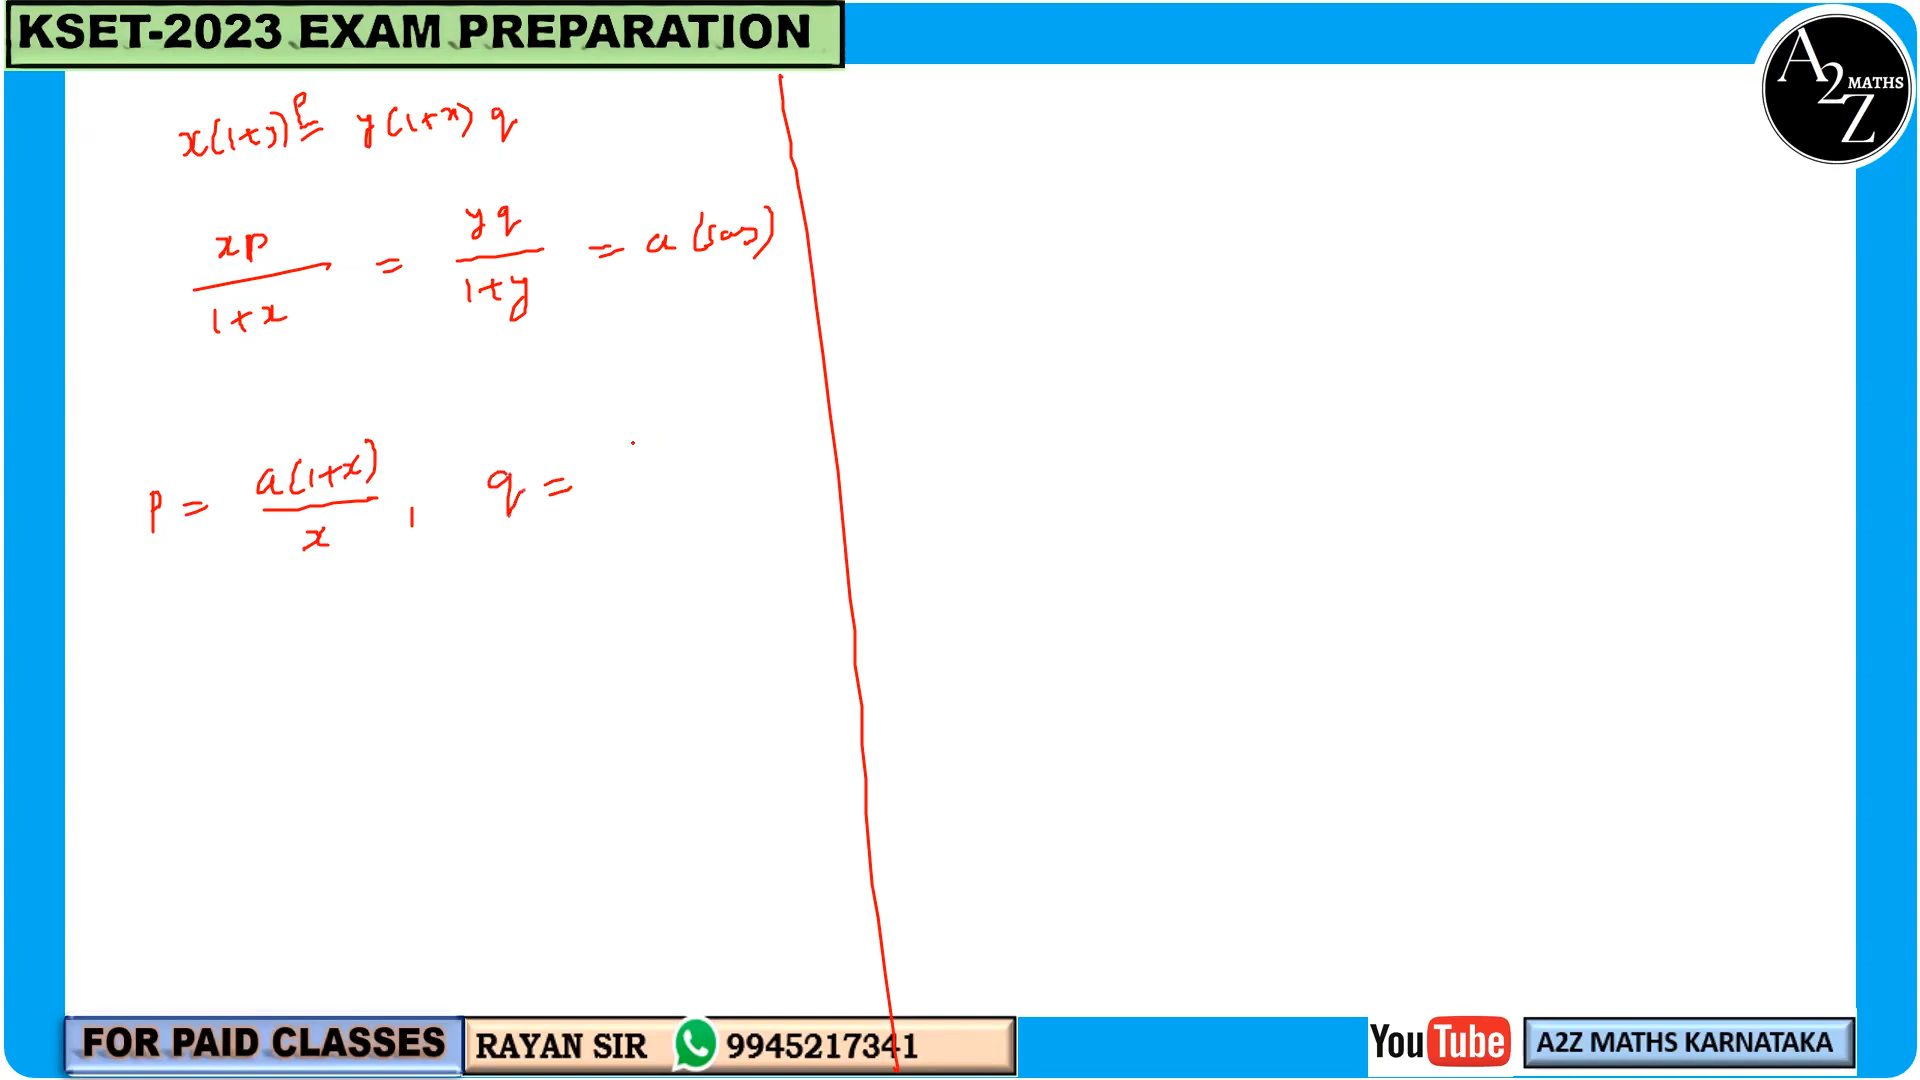 KSET-2023 EXAM PREPARATION
A2Z MATHS
x(1+y)p = y(1+x) q
xp/(1+x) = yq/(1+y) = a (say)
p = a(1+x)/x , q =
FOR PAID CLASSES
RAYAN SIR 9945217341
YouTube
A2Z MATHS KARNATAKA